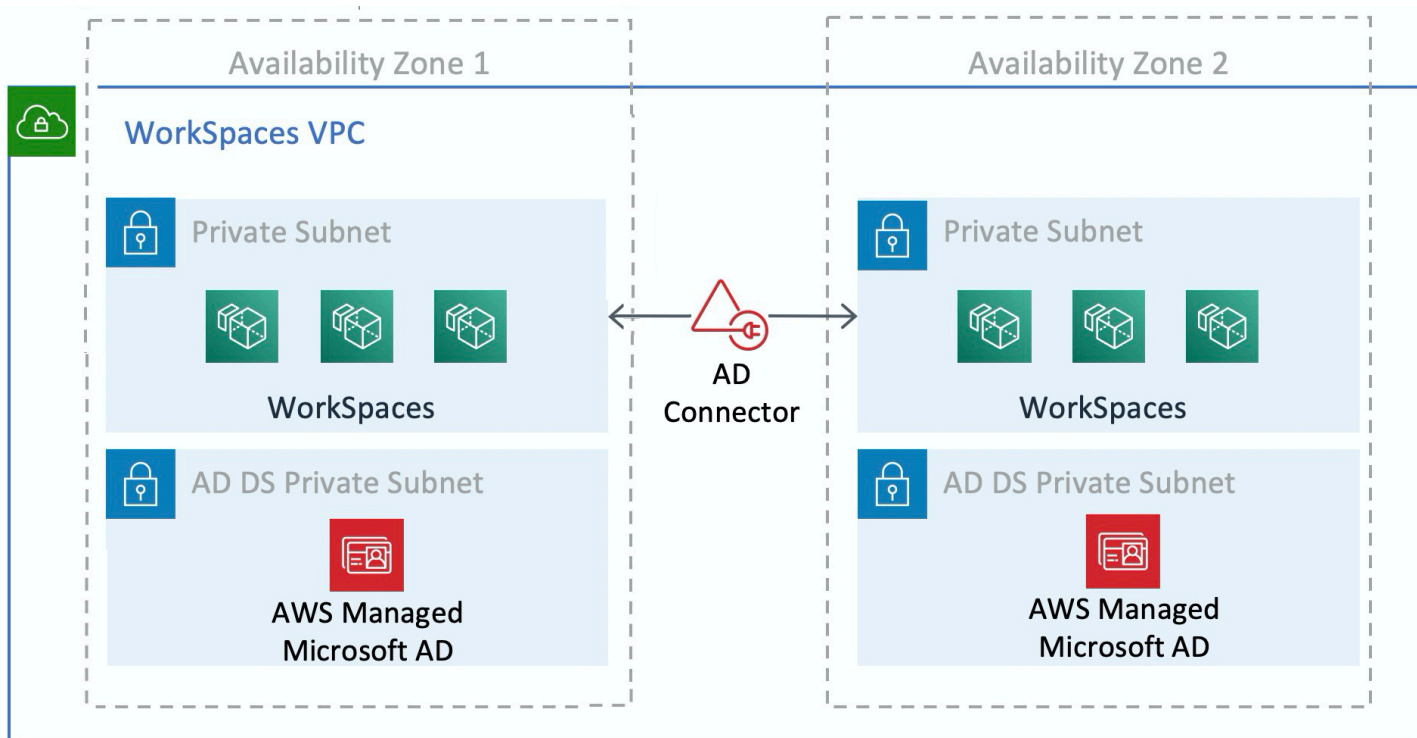 Availability Zone 1
Availability Zone 2
WorkSpaces VPC
Private Subnet
WorkSpaces
AD
Connector
Private Subnet
WorkSpaces
AD DS Private Subnet
AWS Managed
Microsoft AD
AD DS Private Subnet
AWS Managed
Microsoft AD